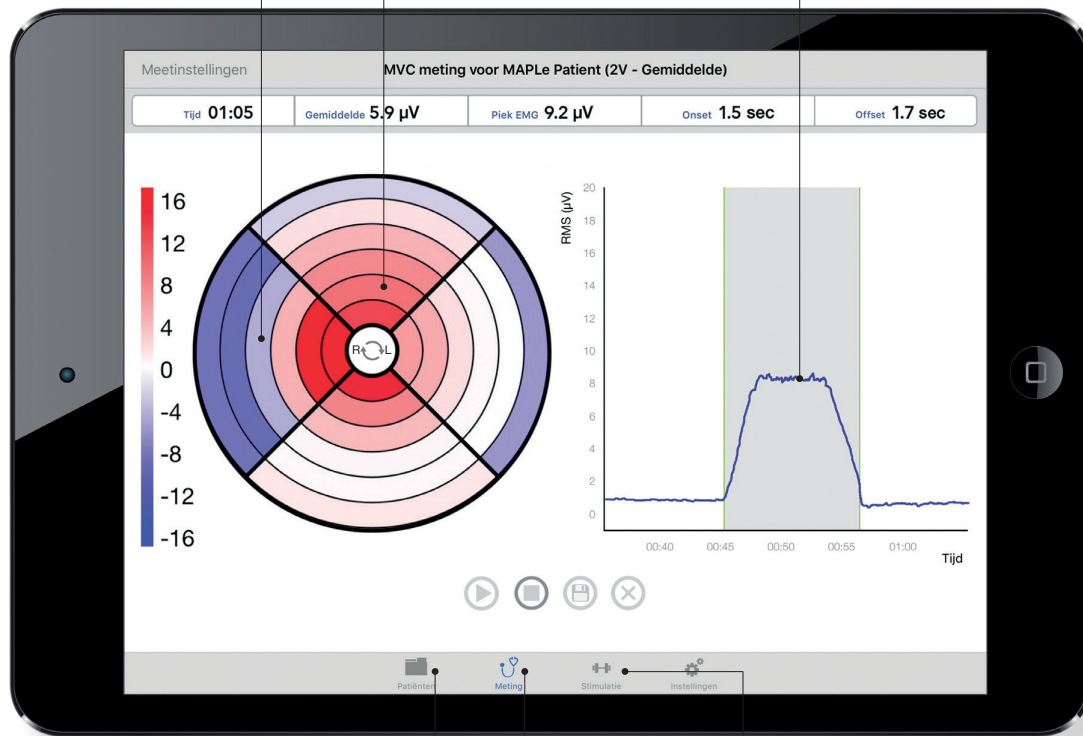 Meetinstellingen
MVC meting voor MAPLe Patient (2V - Gemiddelde)
Tijd 01:05
Gemiddelde 5.9 µV
Piek EMG 9.2 µV
Onset 1.5 sec
Offset 1.7 sec
16
12
8
4
0
-4
-8
-12
-16
R L
RMS (µV)
20
18
16
14
12
10
8
6
4
2
0
00:40 00:45 00:50 00:55 01:00
Tijd
Patiënten Meting Stimulatie Instellingen